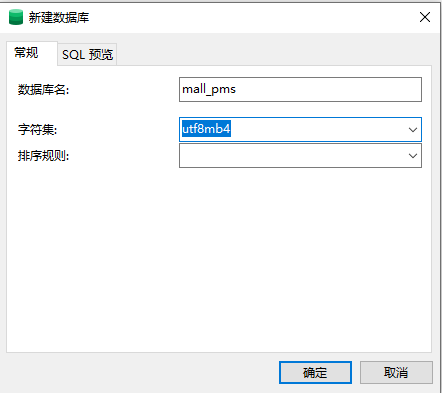 新建数据库
常规
SQL 预览
数据库名:
mall_pms
字符集:
utf8mb4
排序规则:
确定
取消